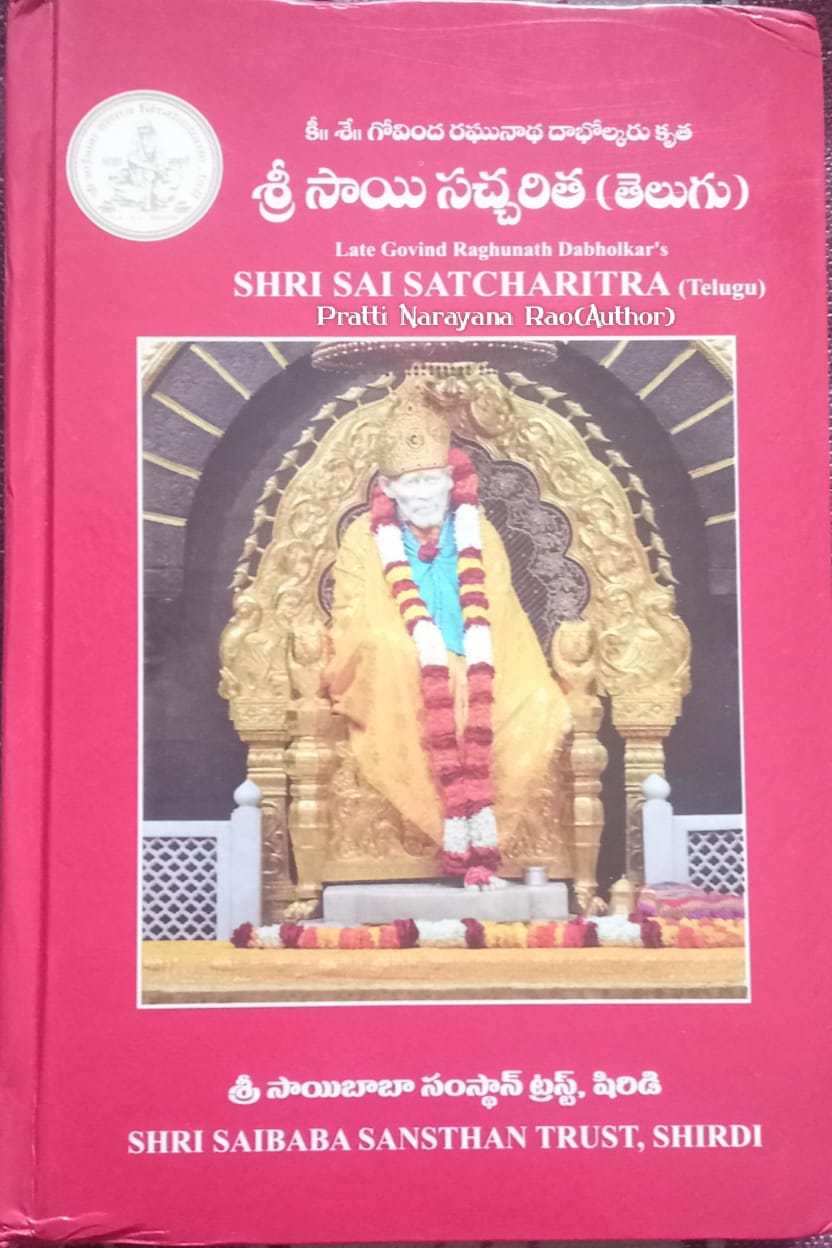 కీ॥ శే॥ గోవింద రఘునాథ దాభోల్కరు కృత
శ్రీ సాయి సచ్చరిత (తెలుగు)
Late Govind Raghunath Dabholkar's
SHRI SAI SATCHARITRA (Telugu)
Pratti Narayana Rao(Author)
శ్రీ సాయిబాబా సంస్థాన్ ట్రస్ట్, షిరిడి
SHRI SAIBABA SANSTHAN TRUST, SHIRDI